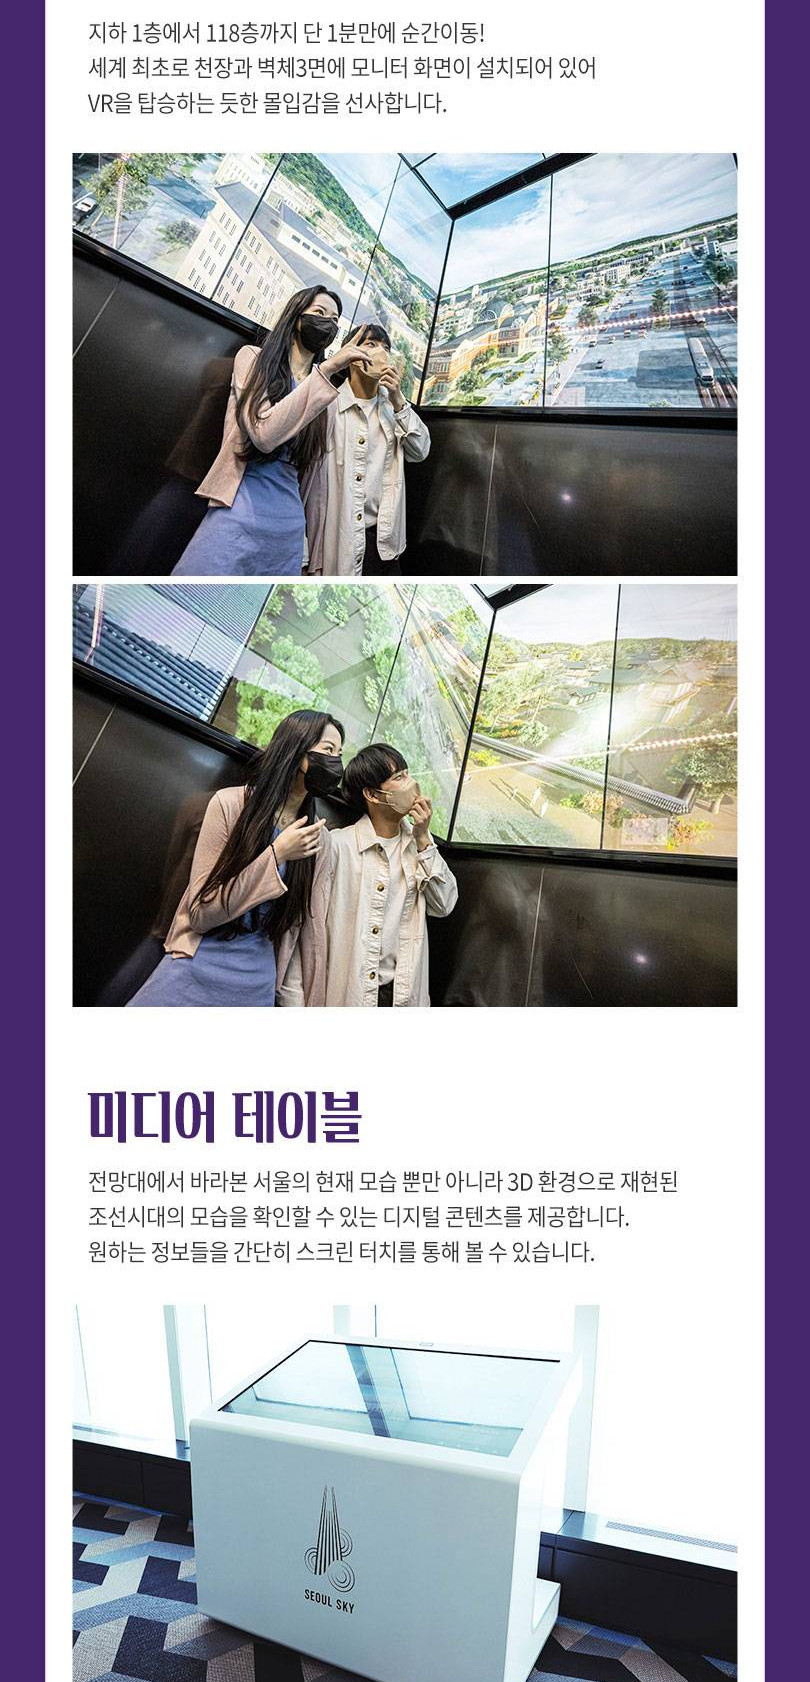 지하 1층에서 118층까지 단 1분만에 순간이동!
세계 최초로 천장과 벽체3면에 모니터 화면이 설치되어 있어
VR을 탑승하는 듯한 몰입감을 선사합니다.
미디어 테이블
전망대에서 바라본 서울의 현재 모습 뿐만 아니라 3D 환경으로 재현된
조선시대의 모습을 확인할 수 있는 디지털 콘텐츠를 제공합니다.
원하는 정보들을 간단히 스크린 터치를 통해 볼 수 있습니다.
SEOUL SKY